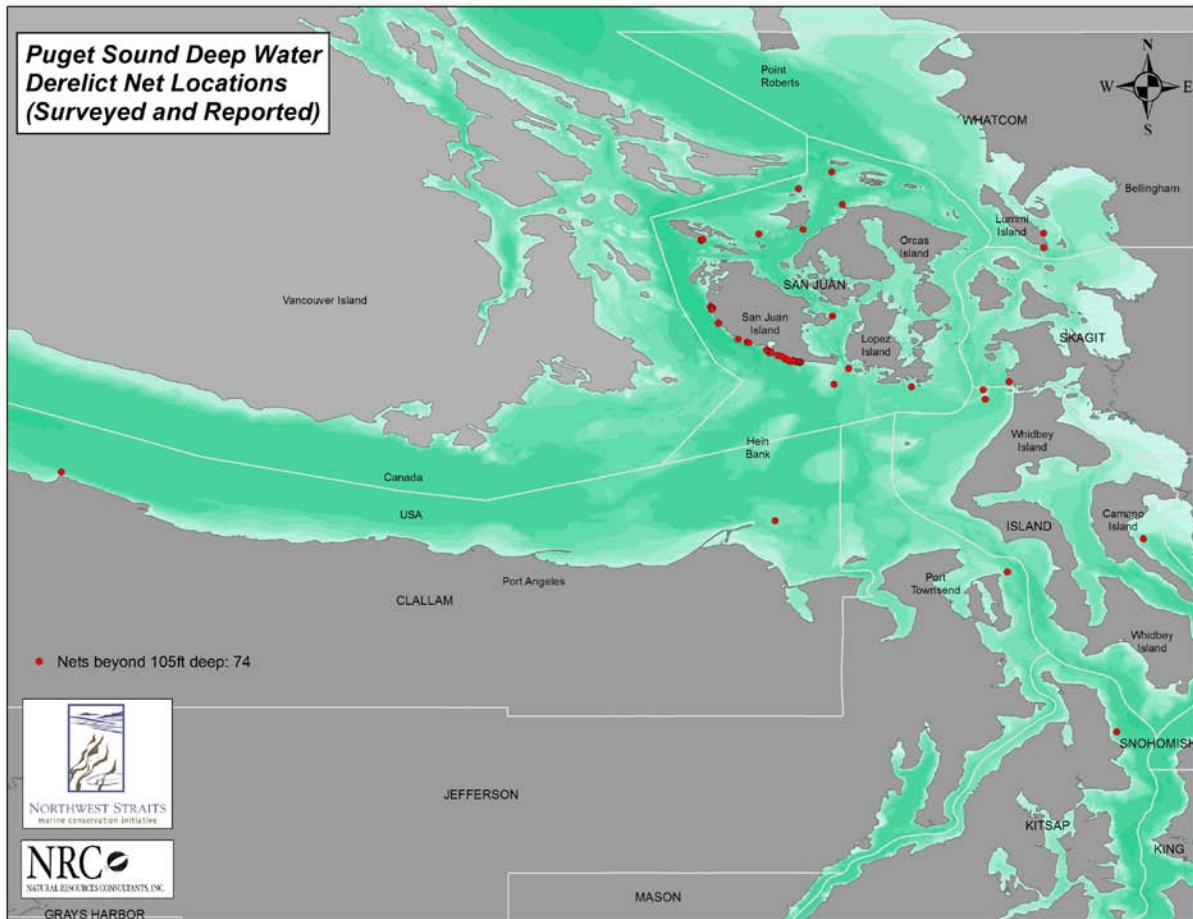 Puget Sound Deep Water
Derelict Net Locations
(Surveyed and Reported)
N
W
E
S
Point
Roberts
WHATCOM
Bellingham
Lummi
Island
Orcas
Island
SAN JUAN
Vancouver Island
San Juan
Island
Lopez
Island
SKAGIT
Whidbey
Island
Hein
Bank
Canada
USA
Camano
Island
ISLAND
Port Angeles
Port
Townsend
CLALLAM
Whidbey
Island
Nets beyond 105ft deep: 74
SNOHOMISH
NORTHWEST STRAITS
marine conservation initiative
JEFFERSON
KITSAP
KING
NRC
NATURAL RESOURCES CONSULTANTS, INC.
MASON
GRAYS HARBOR